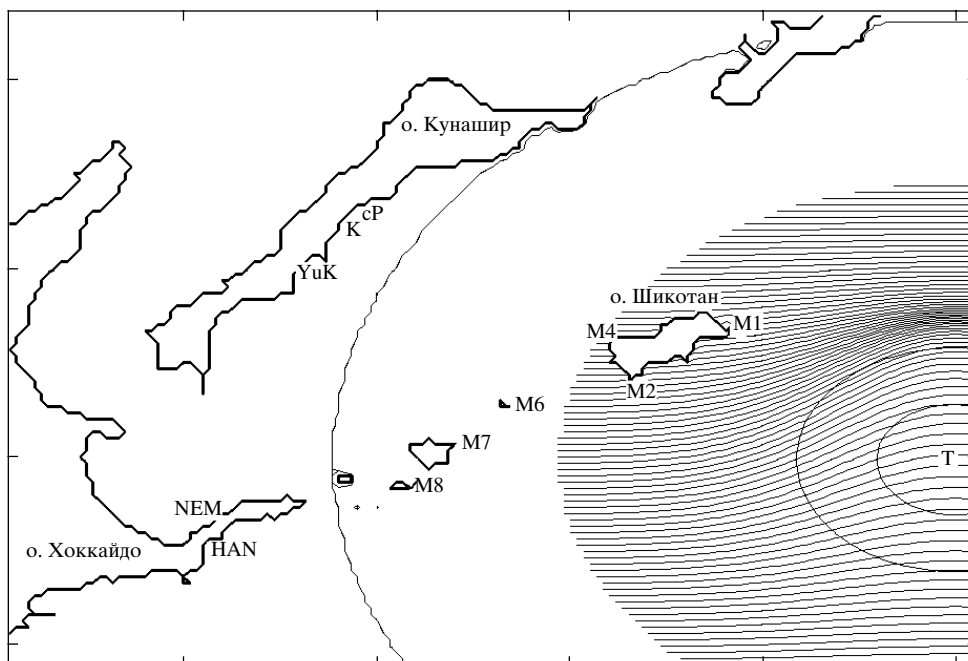 о. Кунашир
cP
K
YuK
о. Шикотан
M4
M1
M2
M6
M7
T
M8
NEM
HAN
о. Хоккайдо